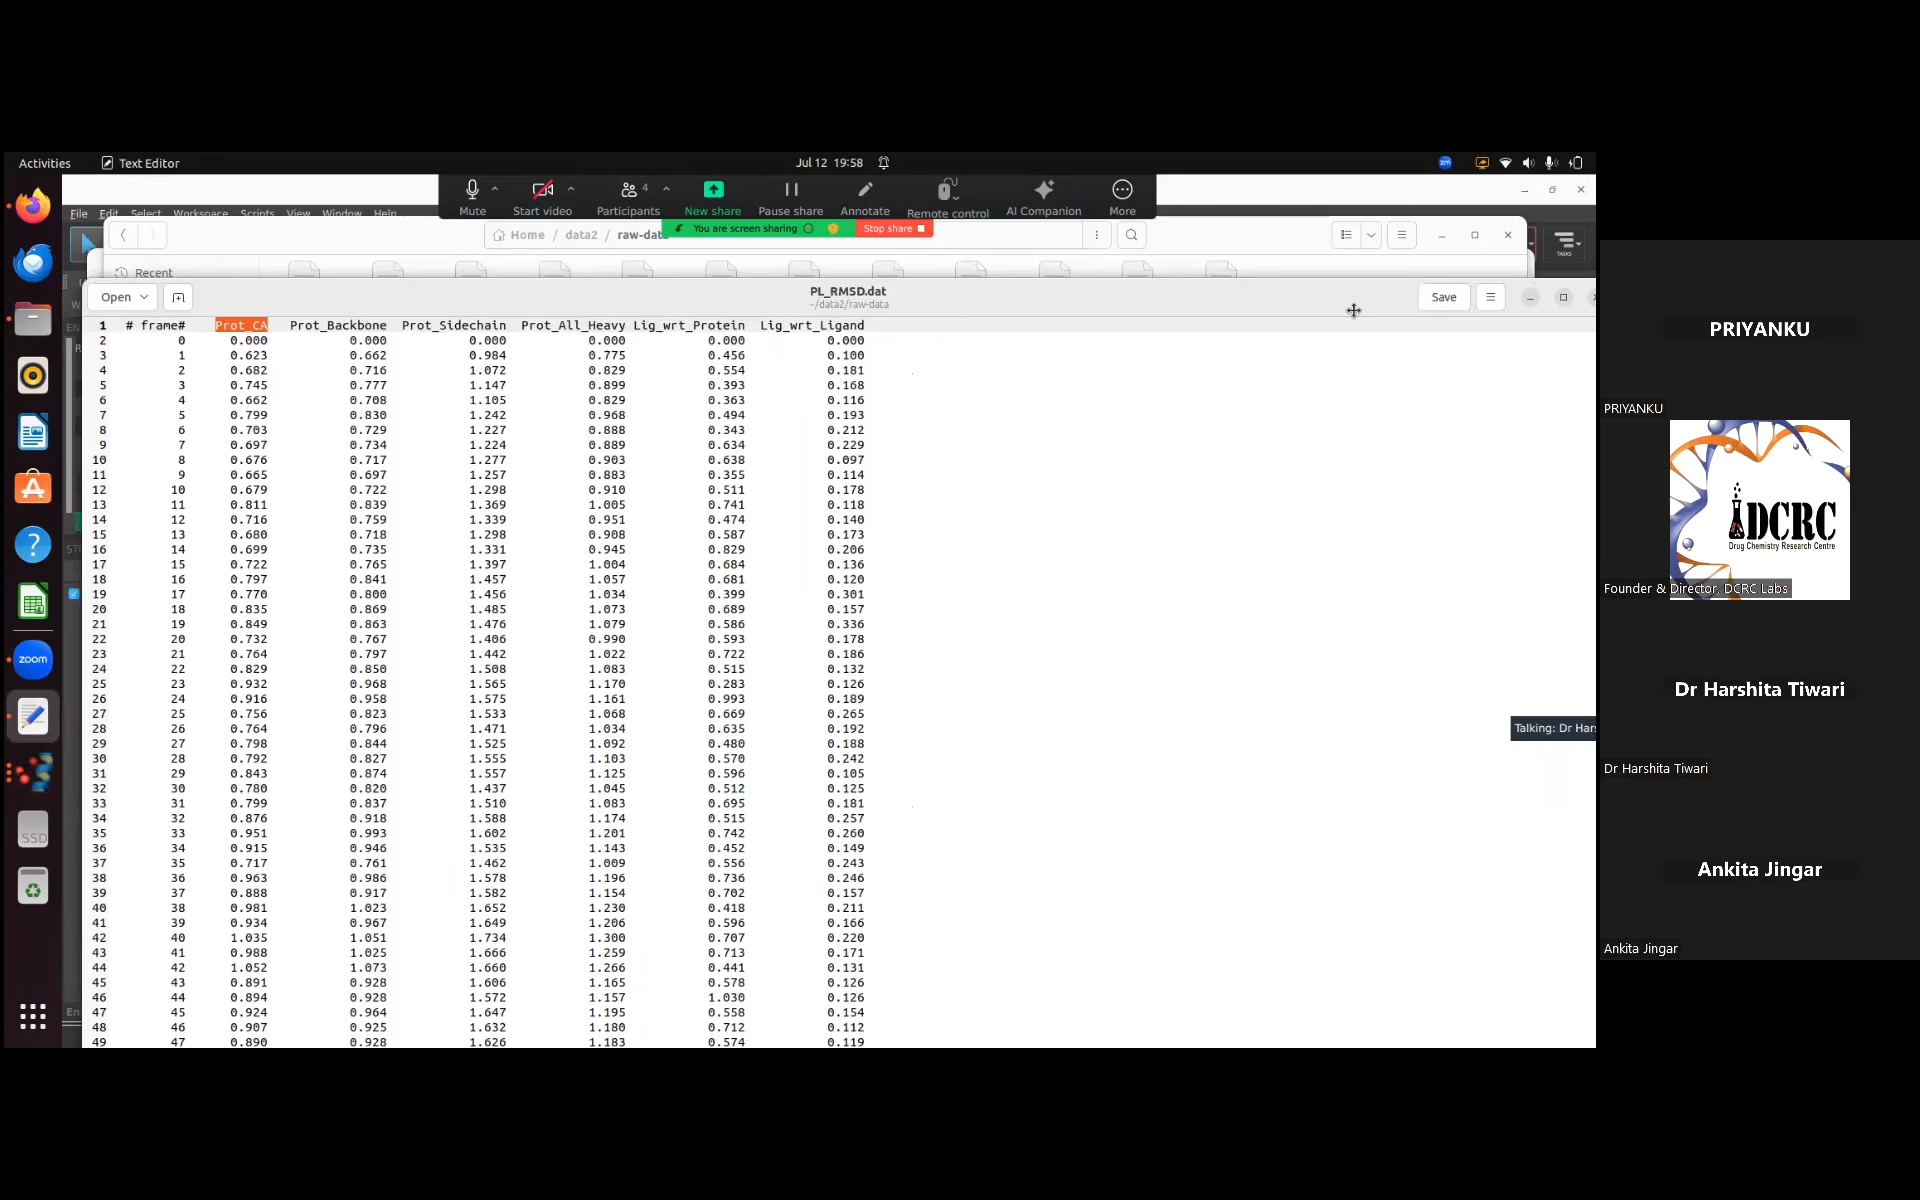 Activities Text Editor Jul 12 19:58
Mute Start video Participants 4 New share Pause share Annotate Remote control AI Companion More
File Edit Select Workspace Scripts View Window Help
You are screen sharing Stop share
Home / data2 / raw-data
TASKS
Recent
Open PL_RMSD.dat Save
~/data2/raw-data
1 # frame# Prot_CA Prot_Backbone Prot_Sidechain Prot_All_Heavy Lig_wrt_Protein Lig_wrt_Ligand
2 0 0.000 0.000 0.000 0.000 0.000 0.000
3 1 0.623 0.662 0.984 0.775 0.456 0.100
4 2 0.682 0.716 1.072 0.829 0.554 0.181
5 3 0.745 0.777 1.147 0.899 0.393 0.168
6 4 0.662 0.708 1.105 0.829 0.363 0.116
7 5 0.799 0.830 1.242 0.968 0.494 0.193
8 6 0.703 0.729 1.227 0.888 0.343 0.212
9 7 0.697 0.734 1.224 0.889 0.634 0.229
10 8 0.676 0.717 1.277 0.903 0.638 0.097
11 9 0.665 0.697 1.257 0.883 0.355 0.114
12 10 0.679 0.722 1.298 0.910 0.511 0.178
13 11 0.811 0.839 1.369 1.005 0.741 0.118
14 12 0.716 0.759 1.339 0.951 0.474 0.140
15 13 0.680 0.718 1.298 0.908 0.587 0.173
16 14 0.699 0.735 1.331 0.945 0.829 0.206
17 15 0.722 0.765 1.397 1.004 0.684 0.136
18 16 0.797 0.841 1.457 1.057 0.681 0.120
19 17 0.770 0.800 1.456 1.034 0.399 0.301
20 18 0.835 0.869 1.485 1.073 0.689 0.157
21 19 0.849 0.863 1.476 1.079 0.586 0.336
22 20 0.732 0.767 1.406 0.990 0.593 0.178
23 21 0.764 0.797 1.442 1.022 0.722 0.186
24 22 0.829 0.850 1.508 1.083 0.515 0.132
25 23 0.932 0.968 1.565 1.170 0.283 0.126
26 24 0.916 0.958 1.575 1.161 0.993 0.189
27 25 0.756 0.823 1.533 1.068 0.669 0.265
28 26 0.764 0.796 1.471 1.034 0.635 0.192
29 27 0.798 0.844 1.525 1.092 0.480 0.188
30 28 0.792 0.827 1.555 1.103 0.570 0.242
31 29 0.843 0.874 1.557 1.125 0.596 0.105
32 30 0.780 0.820 1.437 1.045 0.512 0.125
33 31 0.799 0.837 1.510 1.083 0.695 0.181
34 32 0.876 0.918 1.588 1.174 0.515 0.257
35 33 0.951 0.993 1.602 1.201 0.742 0.260
36 34 0.915 0.946 1.535 1.143 0.452 0.149
37 35 0.717 0.761 1.462 1.009 0.556 0.243
38 36 0.963 0.986 1.578 1.196 0.736 0.246
39 37 0.888 0.917 1.582 1.154 0.702 0.157
40 38 0.981 1.023 1.652 1.230 0.418 0.211
41 39 0.934 0.967 1.649 1.206 0.596 0.166
42 40 1.035 1.051 1.734 1.300 0.707 0.220
43 41 0.988 1.025 1.666 1.259 0.713 0.171
44 42 1.052 1.073 1.660 1.266 0.441 0.131
45 43 0.891 0.928 1.606 1.165 0.578 0.126
46 44 0.894 0.928 1.572 1.157 1.030 0.126
47 45 0.924 0.964 1.647 1.195 0.558 0.154
48 46 0.907 0.925 1.632 1.180 0.712 0.112
49 47 0.890 0.928 1.626 1.183 0.574 0.119
zoom
SSD
Talking: Dr Har
PRIYANKU
PRIYANKU
DCRC
Drug Chemistry Research Centre
Founder & Director, DCRC Labs
Dr Harshita Tiwari
Dr Harshita Tiwari
Ankita Jingar
Ankita Jingar